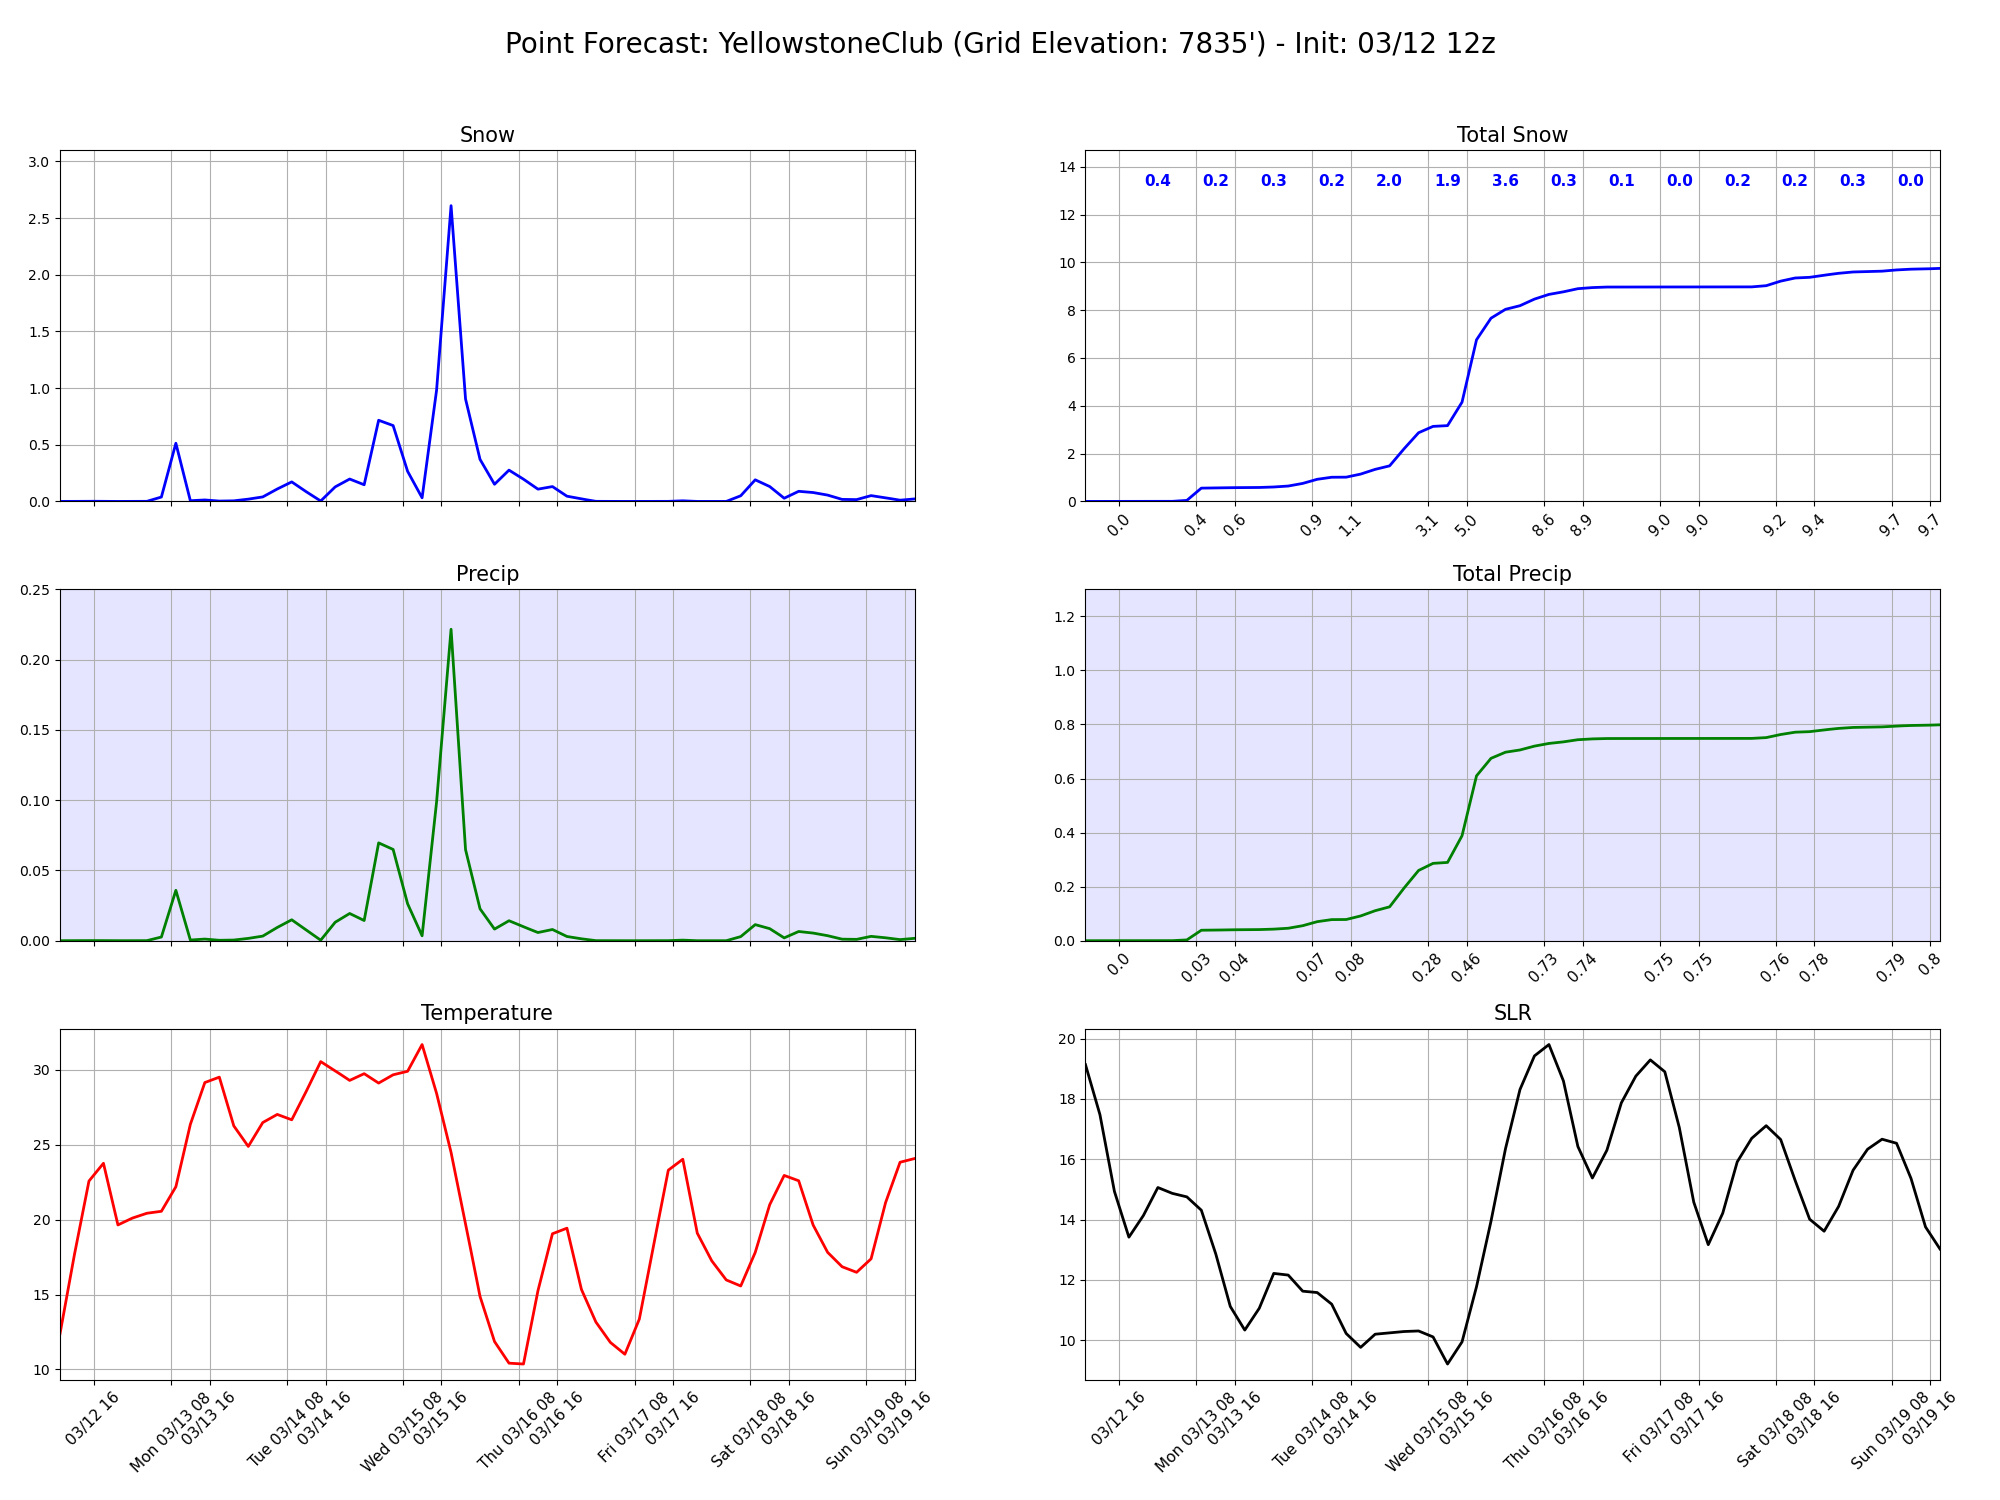 Point Forecast: YellowstoneClub (Grid Elevation: 7835') - Init: 03/12 12z
Snow
3.0
2.5
2.0
1.5
1.0
0.5
0.0
Total Snow
14
12
10
8
6
4
2
0
0.4 0.2 0.3 0.2 2.0 1.9 3.6 0.3 0.1 0.0 0.2 0.2 0.3 0.0
0.0 0.4 0.6 0.9 1.1 3.1 5.0 8.6 8.9 9.0 9.0 9.2 9.4 9.7 9.7
Precip
0.25
0.20
0.15
0.10
0.05
0.00
Total Precip
1.2
1.0
0.8
0.6
0.4
0.2
0.0
0.0 0.03 0.04 0.07 0.08 0.28 0.46 0.73 0.74 0.75 0.75 0.76 0.78 0.79 0.8
Temperature
30
25
20
15
10
03/12 16
Mon 03/13 08
03/13 16
Tue 03/14 08
03/14 16
Wed 03/15 08
03/15 16
Thu 03/16 08
03/16 16
Fri 03/17 08
03/17 16
Sat 03/18 08
03/18 16
Sun 03/19 08
03/19 16
SLR
20
18
16
14
12
10
03/12 16
Mon 03/13 08
03/13 16
Tue 03/14 08
03/14 16
Wed 03/15 08
03/15 16
Thu 03/16 08
03/16 16
Fri 03/17 08
03/17 16
Sat 03/18 08
03/18 16
Sun 03/19 08
03/19 16